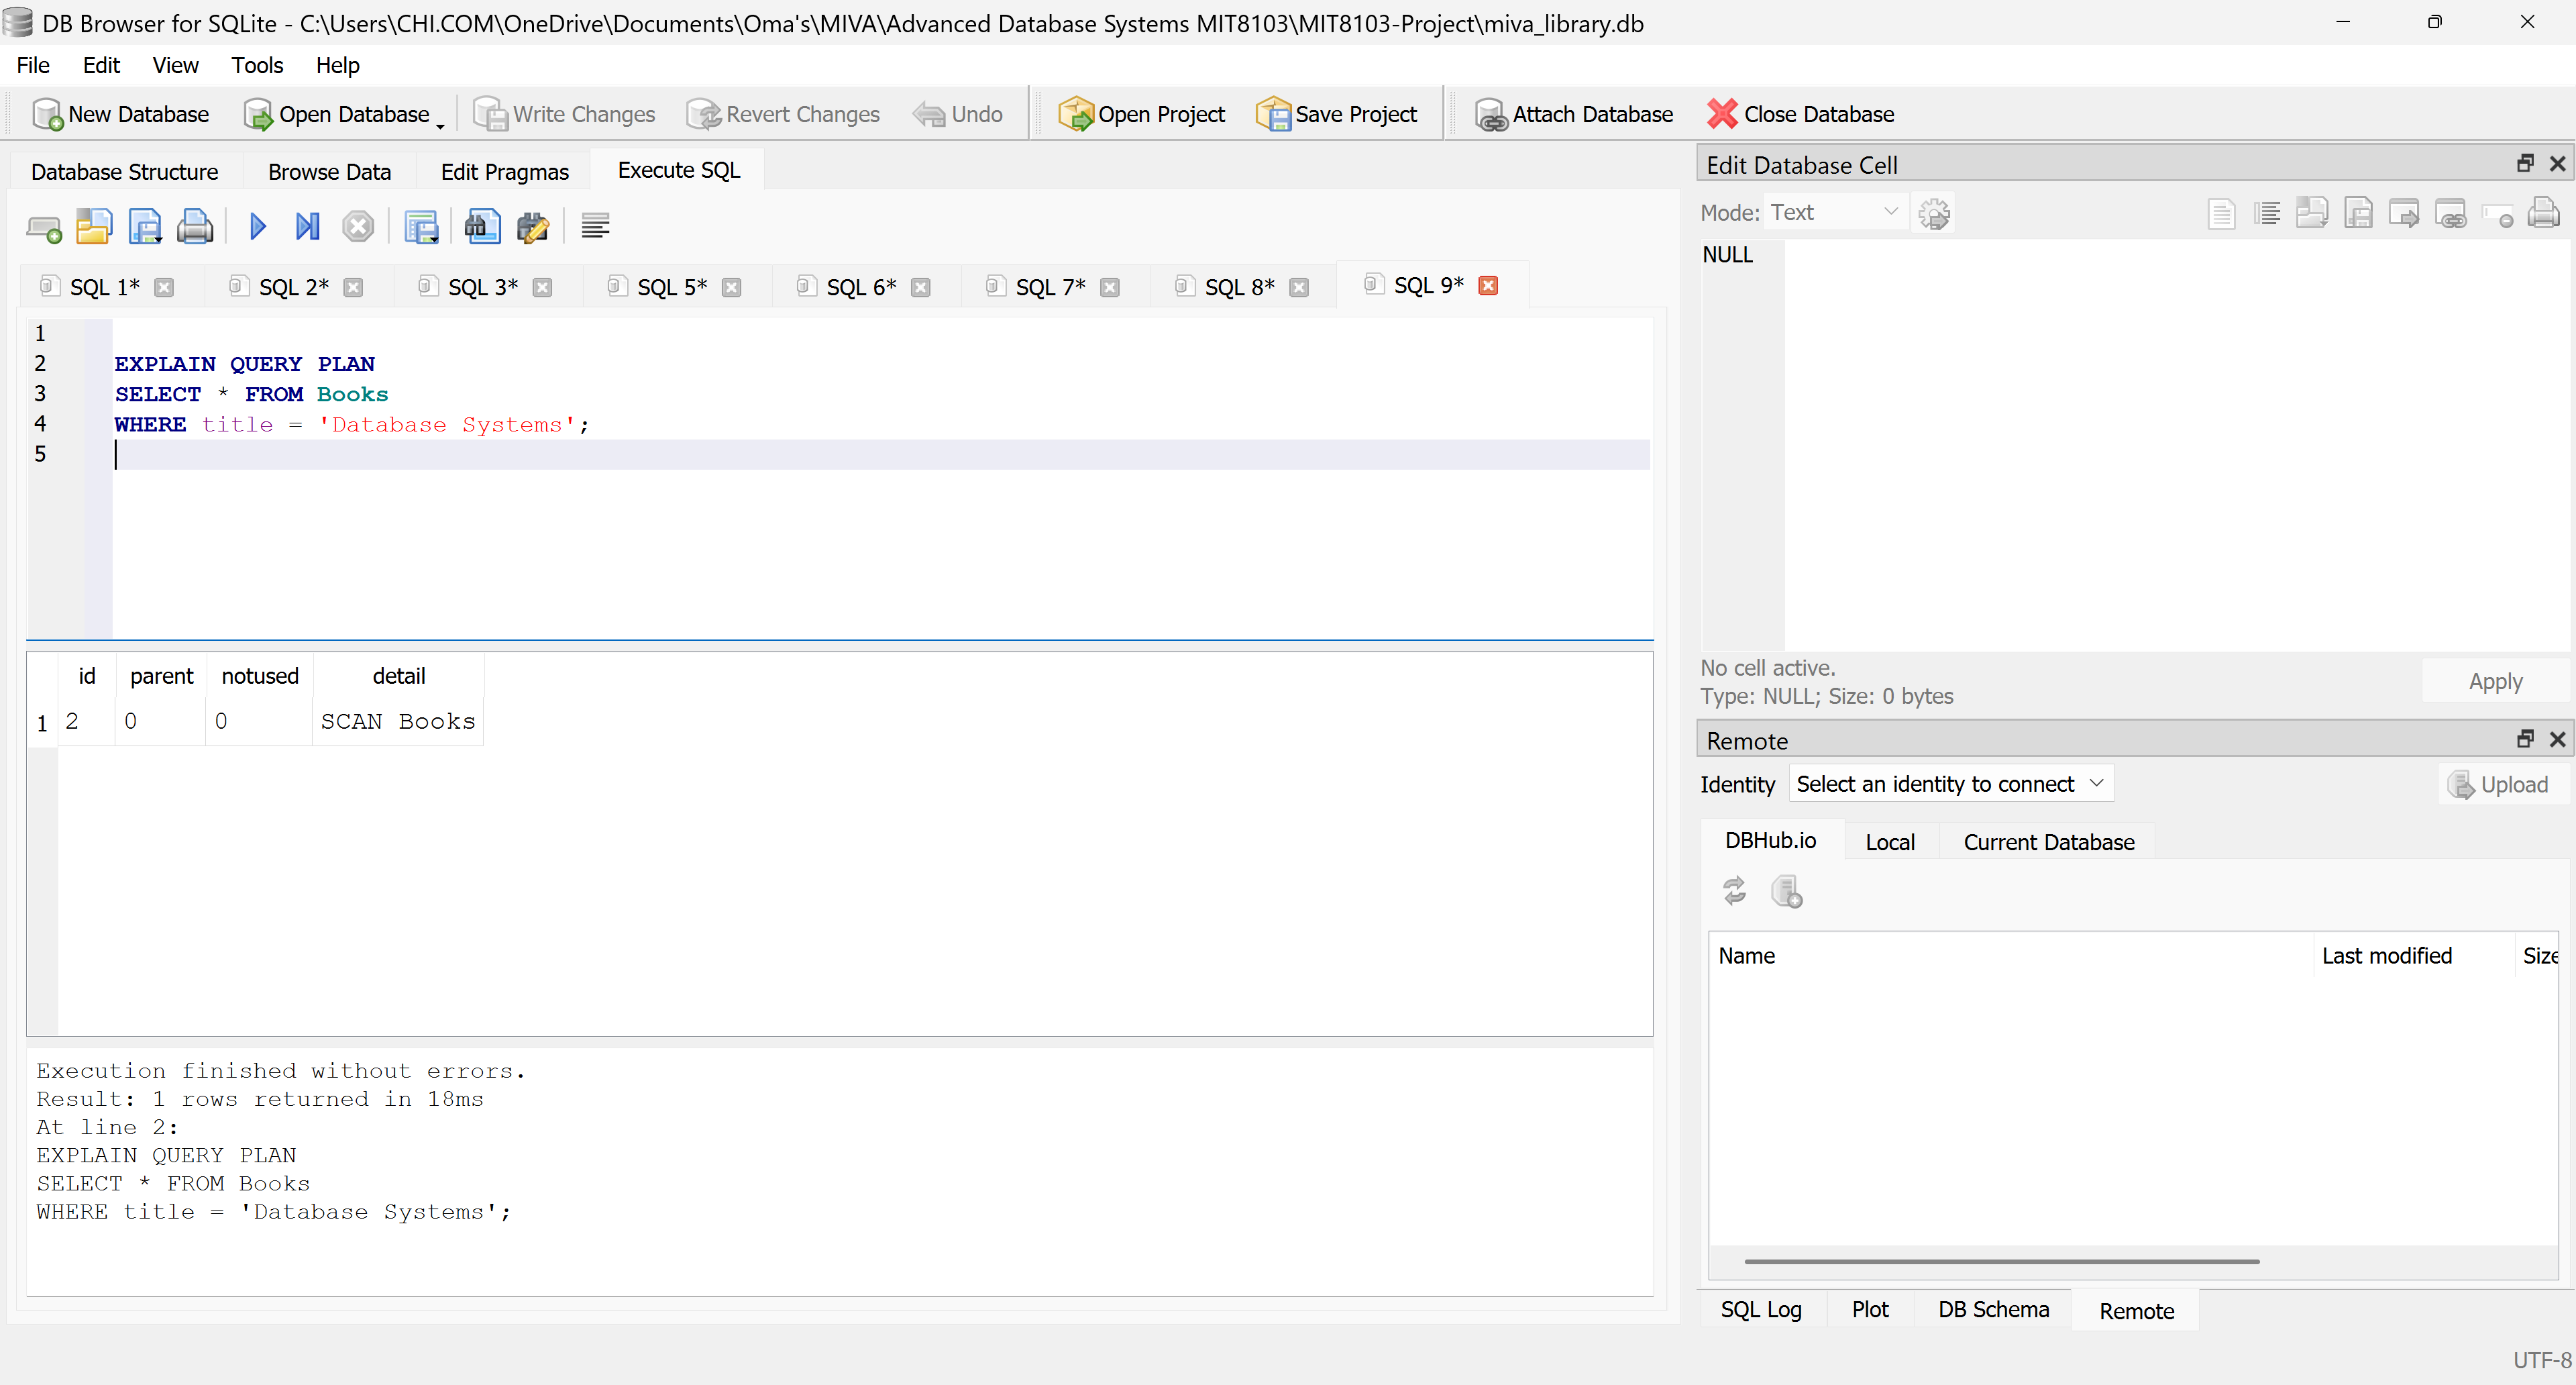 DB Browser for SQLite - C:\Users\CHI.COM\OneDrive\Documents\Oma's\MIVA\Advanced Database Systems MIT8103\MIT8103-Project\miva_library.db
File Edit View Tools Help
New Database Open Database Write Changes Revert Changes Undo Open Project Save Project Attach Database Close Database
Database Structure Browse Data Edit Pragmas Execute SQL
SQL 1* SQL 2* SQL 3* SQL 5* SQL 6* SQL 7* SQL 8* SQL 9*
1
2 EXPLAIN QUERY PLAN
3 SELECT * FROM Books
4 WHERE title = 'Database Systems';
5
id parent notused detail
1 2 0 0 SCAN Books
Execution finished without errors.
Result: 1 rows returned in 18ms
At line 2:
EXPLAIN QUERY PLAN
SELECT * FROM Books
WHERE title = 'Database Systems';
Edit Database Cell
Mode: Text
NULL
No cell active.
Type: NULL; Size: 0 bytes
Apply
Remote
Identity Select an identity to connect Upload
DBHub.io Local Current Database
Name Last modified Size
SQL Log Plot DB Schema Remote
UTF-8